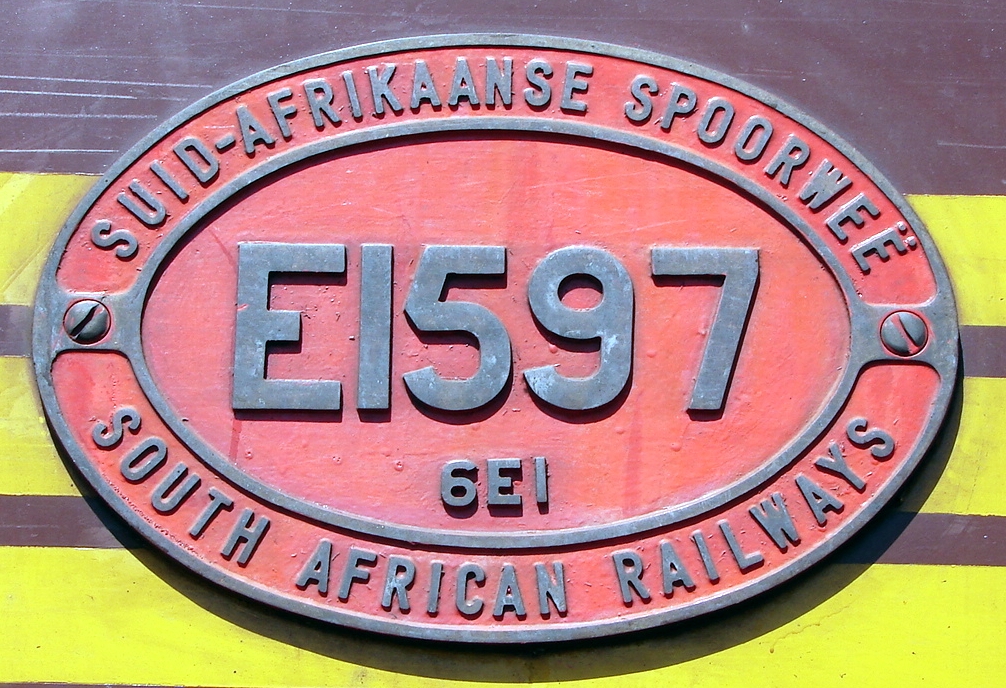 SUID-AFRIKAANSE SPOORWEË
E1597
6E1
SOUTH AFRICAN RAILWAYS